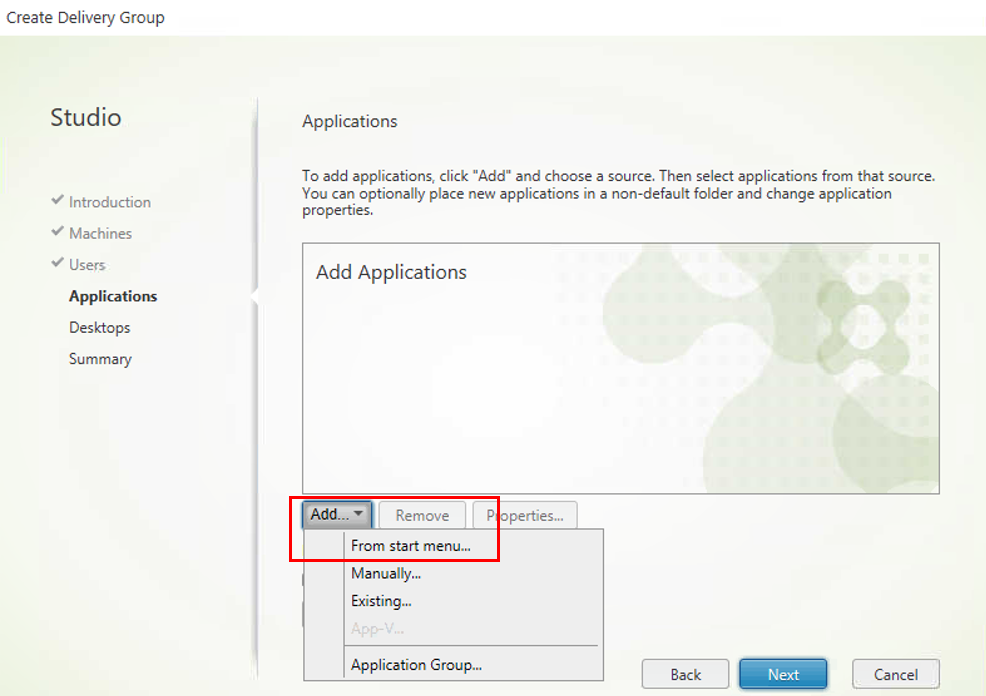 Create Delivery Group
Studio
Introduction
Machines
Users
Applications
Desktops
Summary
Applications
To add applications, click "Add" and choose a source. Then select applications from that source.
You can optionally place new applications in a non-default folder and change application
properties.
Add Applications
Add...
Remove
Properties...
From start menu...
Manually...
Existing...
App-V...
Application Group...
Back
Next
Cancel